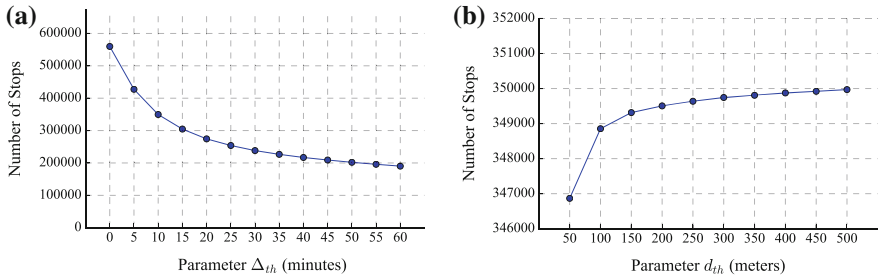 (a)
Number of Stops
600000
500000
400000
300000
200000
100000
0
0 5 10 15 20 25 30 35 40 45 50 55 60
Parameter Δth (minutes)
(b)
Number of Stops
352000
351000
350000
349000
348000
347000
346000
50 100 150 200 250 300 350 400 450 500
Parameter dth (meters)